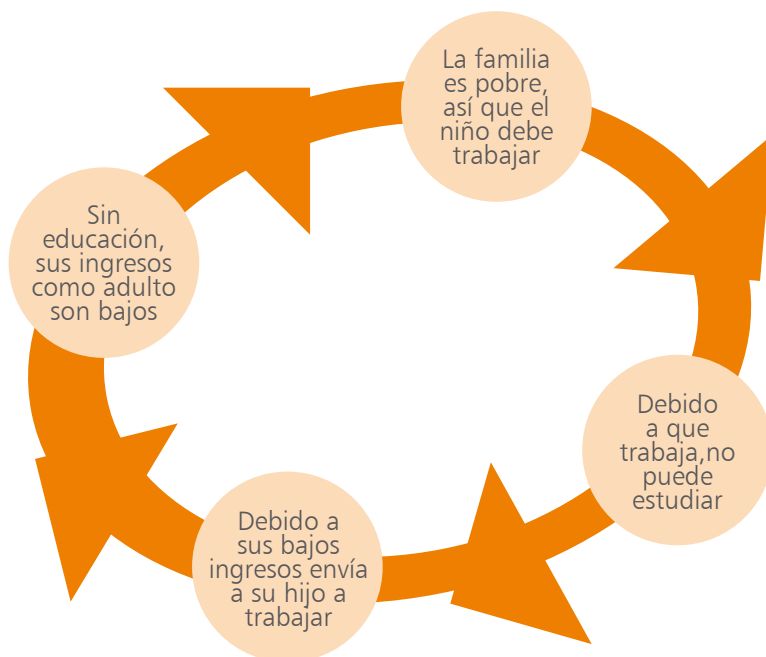 La familia
es pobre,
así que el
niño debe
trabajar
Debido
a que
trabaja,no
puede
estudiar
Debido a
sus bajos
ingresos envía
a su hijo a
trabajar
Sin
educación,
sus ingresos
como adulto
son bajos